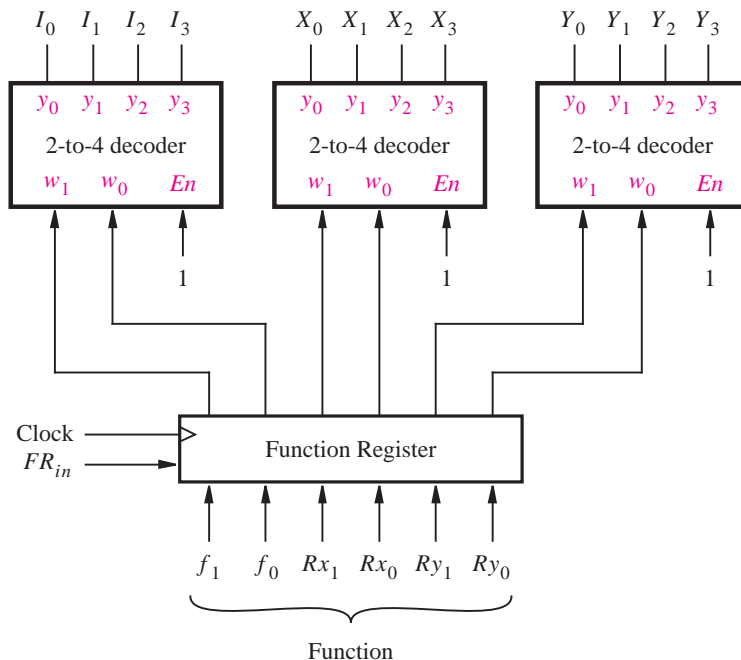 I0 I1 I2 I3 X0 X1 X2 X3 Y0 Y1 Y2 Y3
y0 y1 y2 y3 y0 y1 y2 y3 y0 y1 y2 y3
2-to-4 decoder 2-to-4 decoder 2-to-4 decoder
w1 w0 En w1 w0 En w1 w0 En
1 1 1
Clock
FRin
Function Register
f1 f0 Rx1 Rx0 Ry1 Ry0
Function